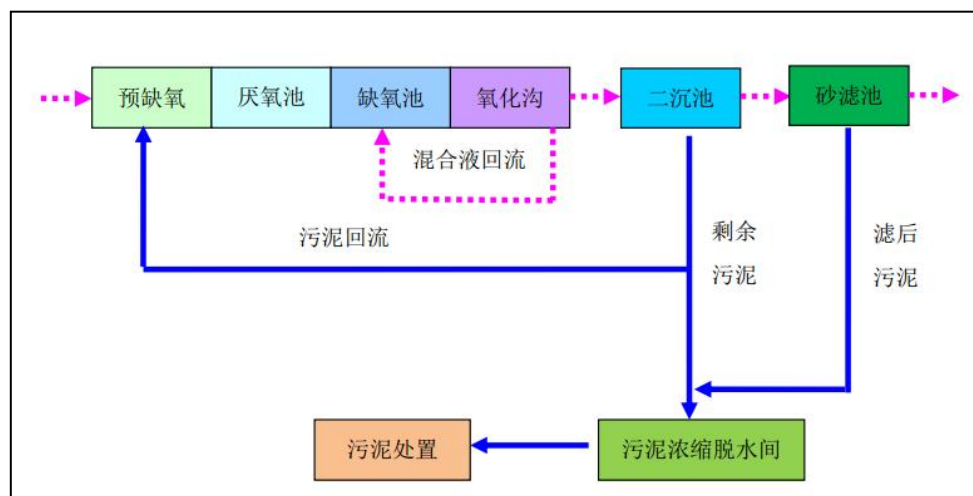 预缺氧
厌氧池
缺氧池
氧化沟
二沉池
砂滤池
混合液回流
污泥回流
剩余
污泥
滤后
污泥
污泥处置
污泥浓缩脱水间